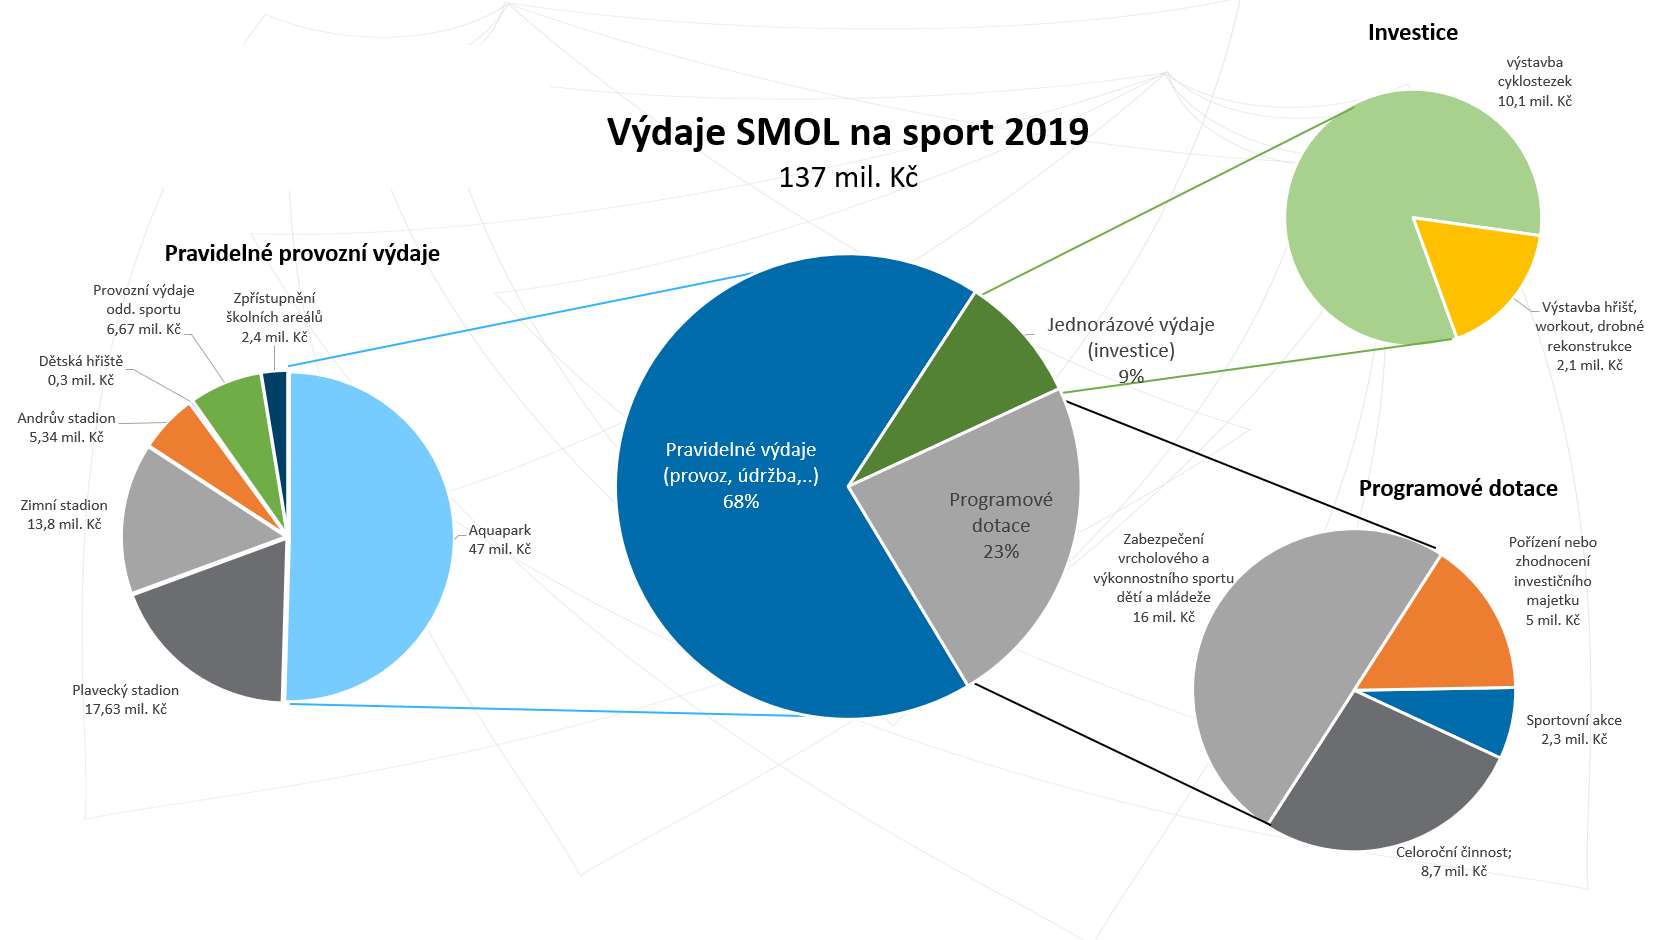 Výdaje SMOL na sport 2019
137 mil. Kč
Pravidelné provozní výdaje
Provozní výdaje
odd. sportu
6,67 mil. Kč
Zpřístupnění
školních areálů
2,4 mil. Kč
Dětská hřiště
0,3 mil. Kč
Andrův stadion
5,34 mil. Kč
Zimní stadion
13,8 mil. Kč
Plavecký stadion
17,63 mil. Kč
Aquapark
47 mil. Kč
Pravidelné výdaje
(provoz, údržba,..)
68%
Jednorázové výdaje
(investice)
9%
Programové
dotace
23%
Investice
výstavba
cyklostezek
10,1 mil. Kč
Výstavba hřišť,
workout, drobné
rekonstrukce
2,1 mil. Kč
Programové dotace
Zabezpečení
vrcholového a
výkonnostního sportu
dětí a mládeže
16 mil. Kč
Pořízení nebo
zhodnocení
investičního
majetku
5 mil. Kč
Sportovní akce
2,3 mil. Kč
Celoroční činnost;
8,7 mil. Kč